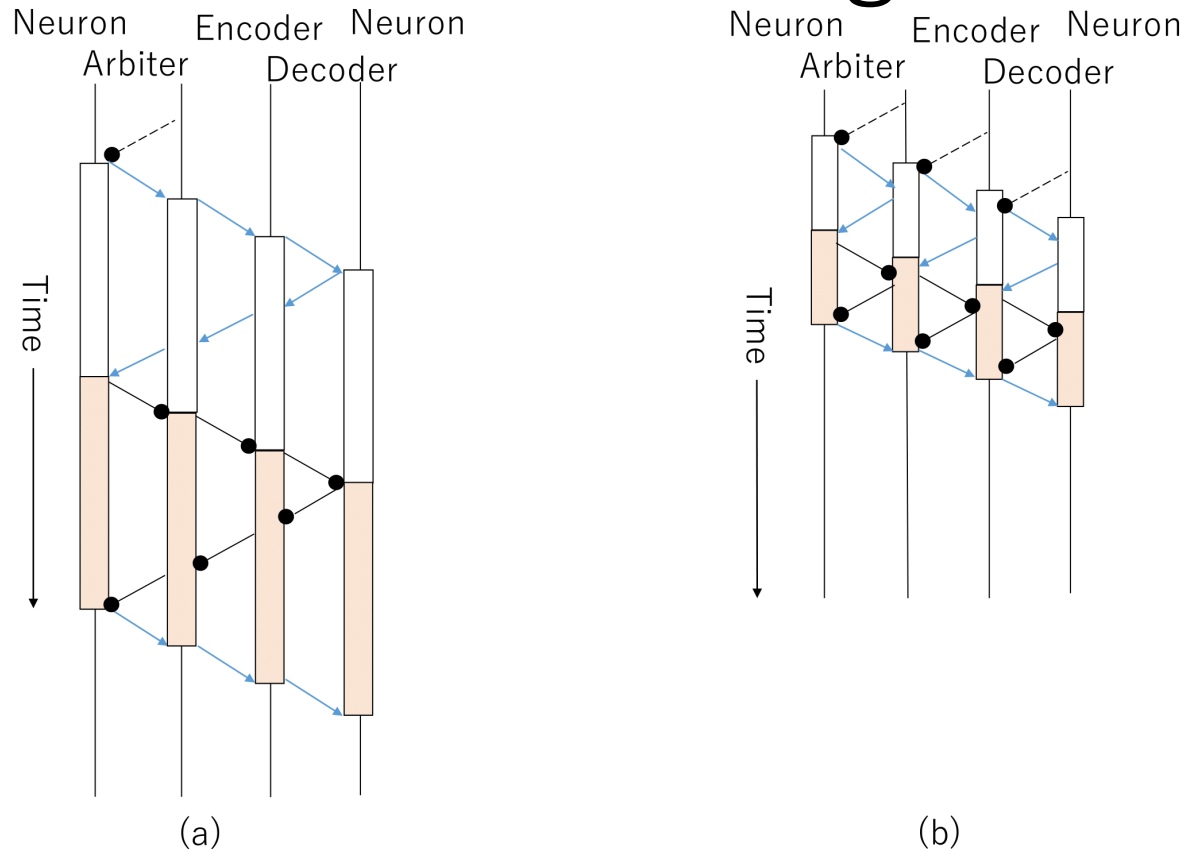 Neuron
Encoder
Neuron
Arbiter
Decoder
Time
(a)
Neuron
Encoder
Neuron
Arbiter
Decoder
Time
(b)